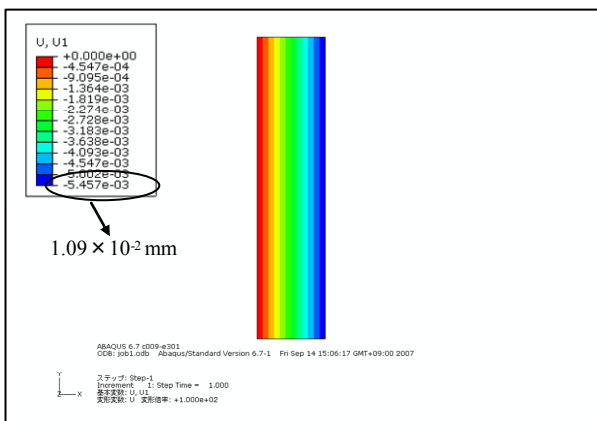 U, U1
+0.000e+00
-4.547e-04
-9.095e-04
-1.364e-03
-1.819e-03
-2.274e-03
-2.728e-03
-3.183e-03
-3.638e-03
-4.093e-03
-4.547e-03
-5.002e-03
-5.457e-03
1.09 × 10-2 mm
ABAQUS 6.7 c009-e301
ODB: job1.odb Abaqus/Standard Version 6.7-1 Fri Sep 14 15:06:17 GMT+09:00 2007
Y
Z X
ステップ: Step-1
Increment 1: Step Time = 1.000
基本変数: U, U1
変形変数: U 変形倍率: +1.000e+02